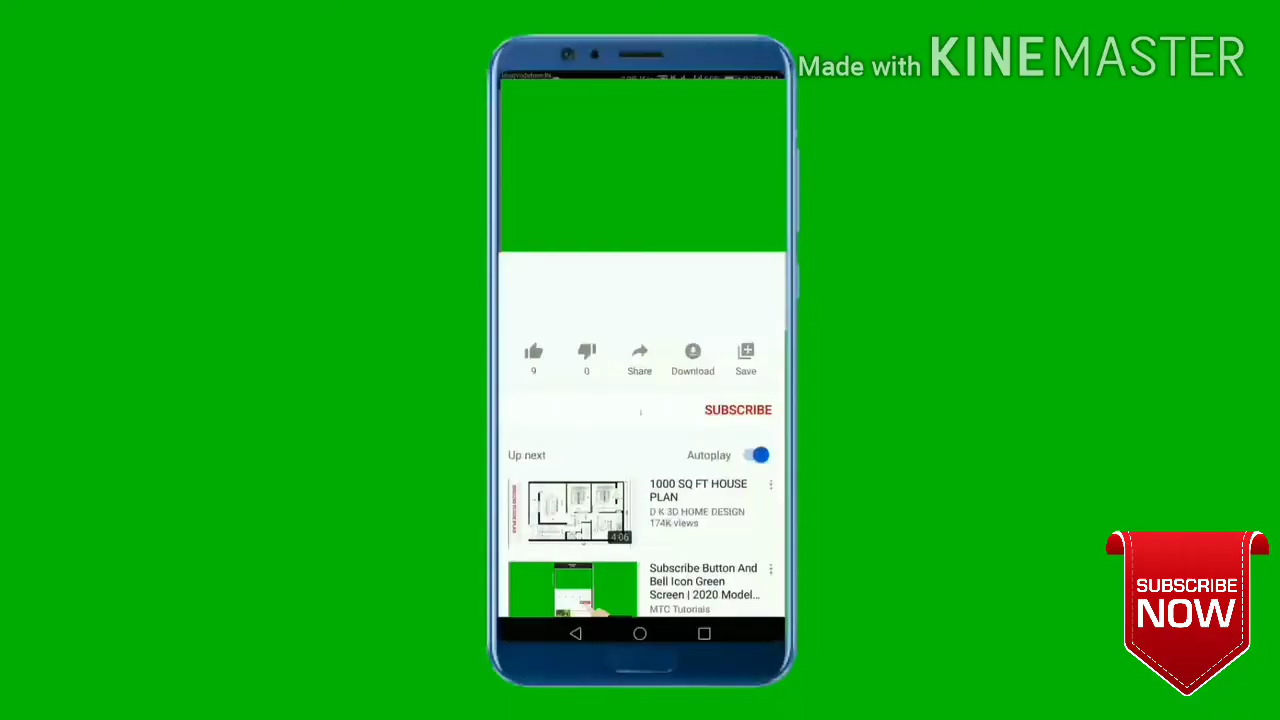 Made with KINEMASTER
9
0
Share
Download
Save
SUBSCRIBE
Up next
Autoplay
1000 SQ FT HOUSE
PLAN
D K 3D HOME DESIGN
174K views
4:06
Subscribe Button And
Bell Icon Green
Screen | 2020 Model...
MTC Tutorials
SUBSCRIBE
NOW